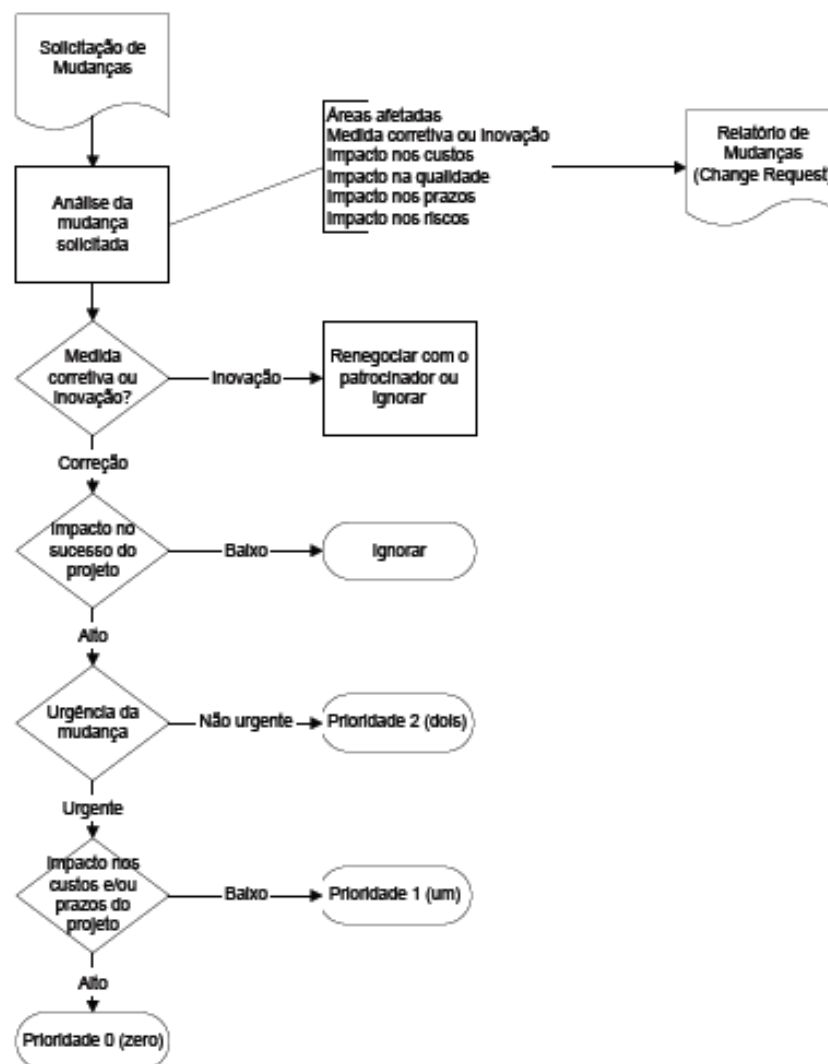 Solicitação de
Mudanças
Análise da
mudança
solicitada
Áreas afetadas
Medida corretiva ou inovação
Impacto nos custos
Impacto na qualidade
Impacto nos prazos
Impacto nos riscos
Relatório de
Mudanças
(Change Request)
Medida
corretiva ou
inovação?
Inovação
Renegociar com o
patrocinador ou
ignorar
Correção
Impacto no
sucesso do
projeto
Baixo
Ignorar
Alto
Urgência da
mudança
Não urgente
Prioridade 2 (dois)
Urgente
Impacto nos
custos e/ou
prazos do
projeto
Baixo
Prioridade 1 (um)
Alto
Prioridade 0 (zero)